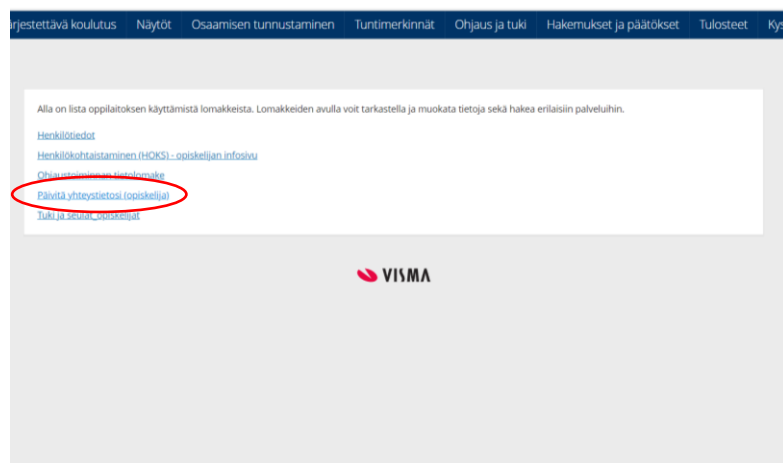 ärjestettävä koulutus Näytöt Osaamisen tunnustaminen Tuntimerkinnät Ohjaus ja tuki Hakemukset ja päätökset Tulosteet Kys
Alla on lista oppilaitoksen käyttämistä lomakkeista. Lomakkeiden avulla voit tarkastella ja muokata tietoja sekä hakea erilaisiin palveluihin.
Henkilötiedot
Henkilökohtaistaminen (HOKS) - opiskelijan infosivu
Ohjaustoiminnan tietolomake
Päivitä yhteystietosi (opiskelija)
Tuki ja seulat_opiskelijat
VISMA